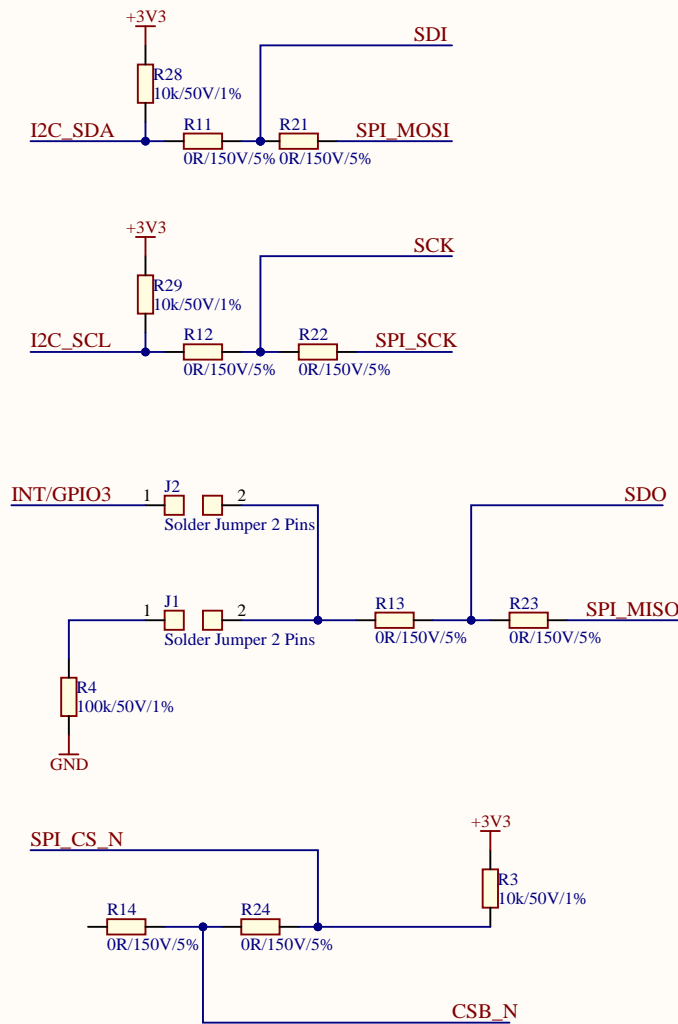 +3V3
SDI
R28
10k/50V/1%
I2C_SDA
R11
R21
SPI_MOSI
0R/150V/5%
0R/150V/5%
+3V3
SCK
R29
10k/50V/1%
I2C_SCL
R12
R22
SPI_SCK
0R/150V/5%
0R/150V/5%
INT/GPIO3
1
J2
2
SDO
Solder Jumper 2 Pins
1
J1
2
R13
R23
SPI_MISO
Solder Jumper 2 Pins
0R/150V/5%
0R/150V/5%
R4
100k/50V/1%
GND
+3V3
SPI_CS_N
R3
10k/50V/1%
R14
R24
0R/150V/5%
0R/150V/5%
CSB_N